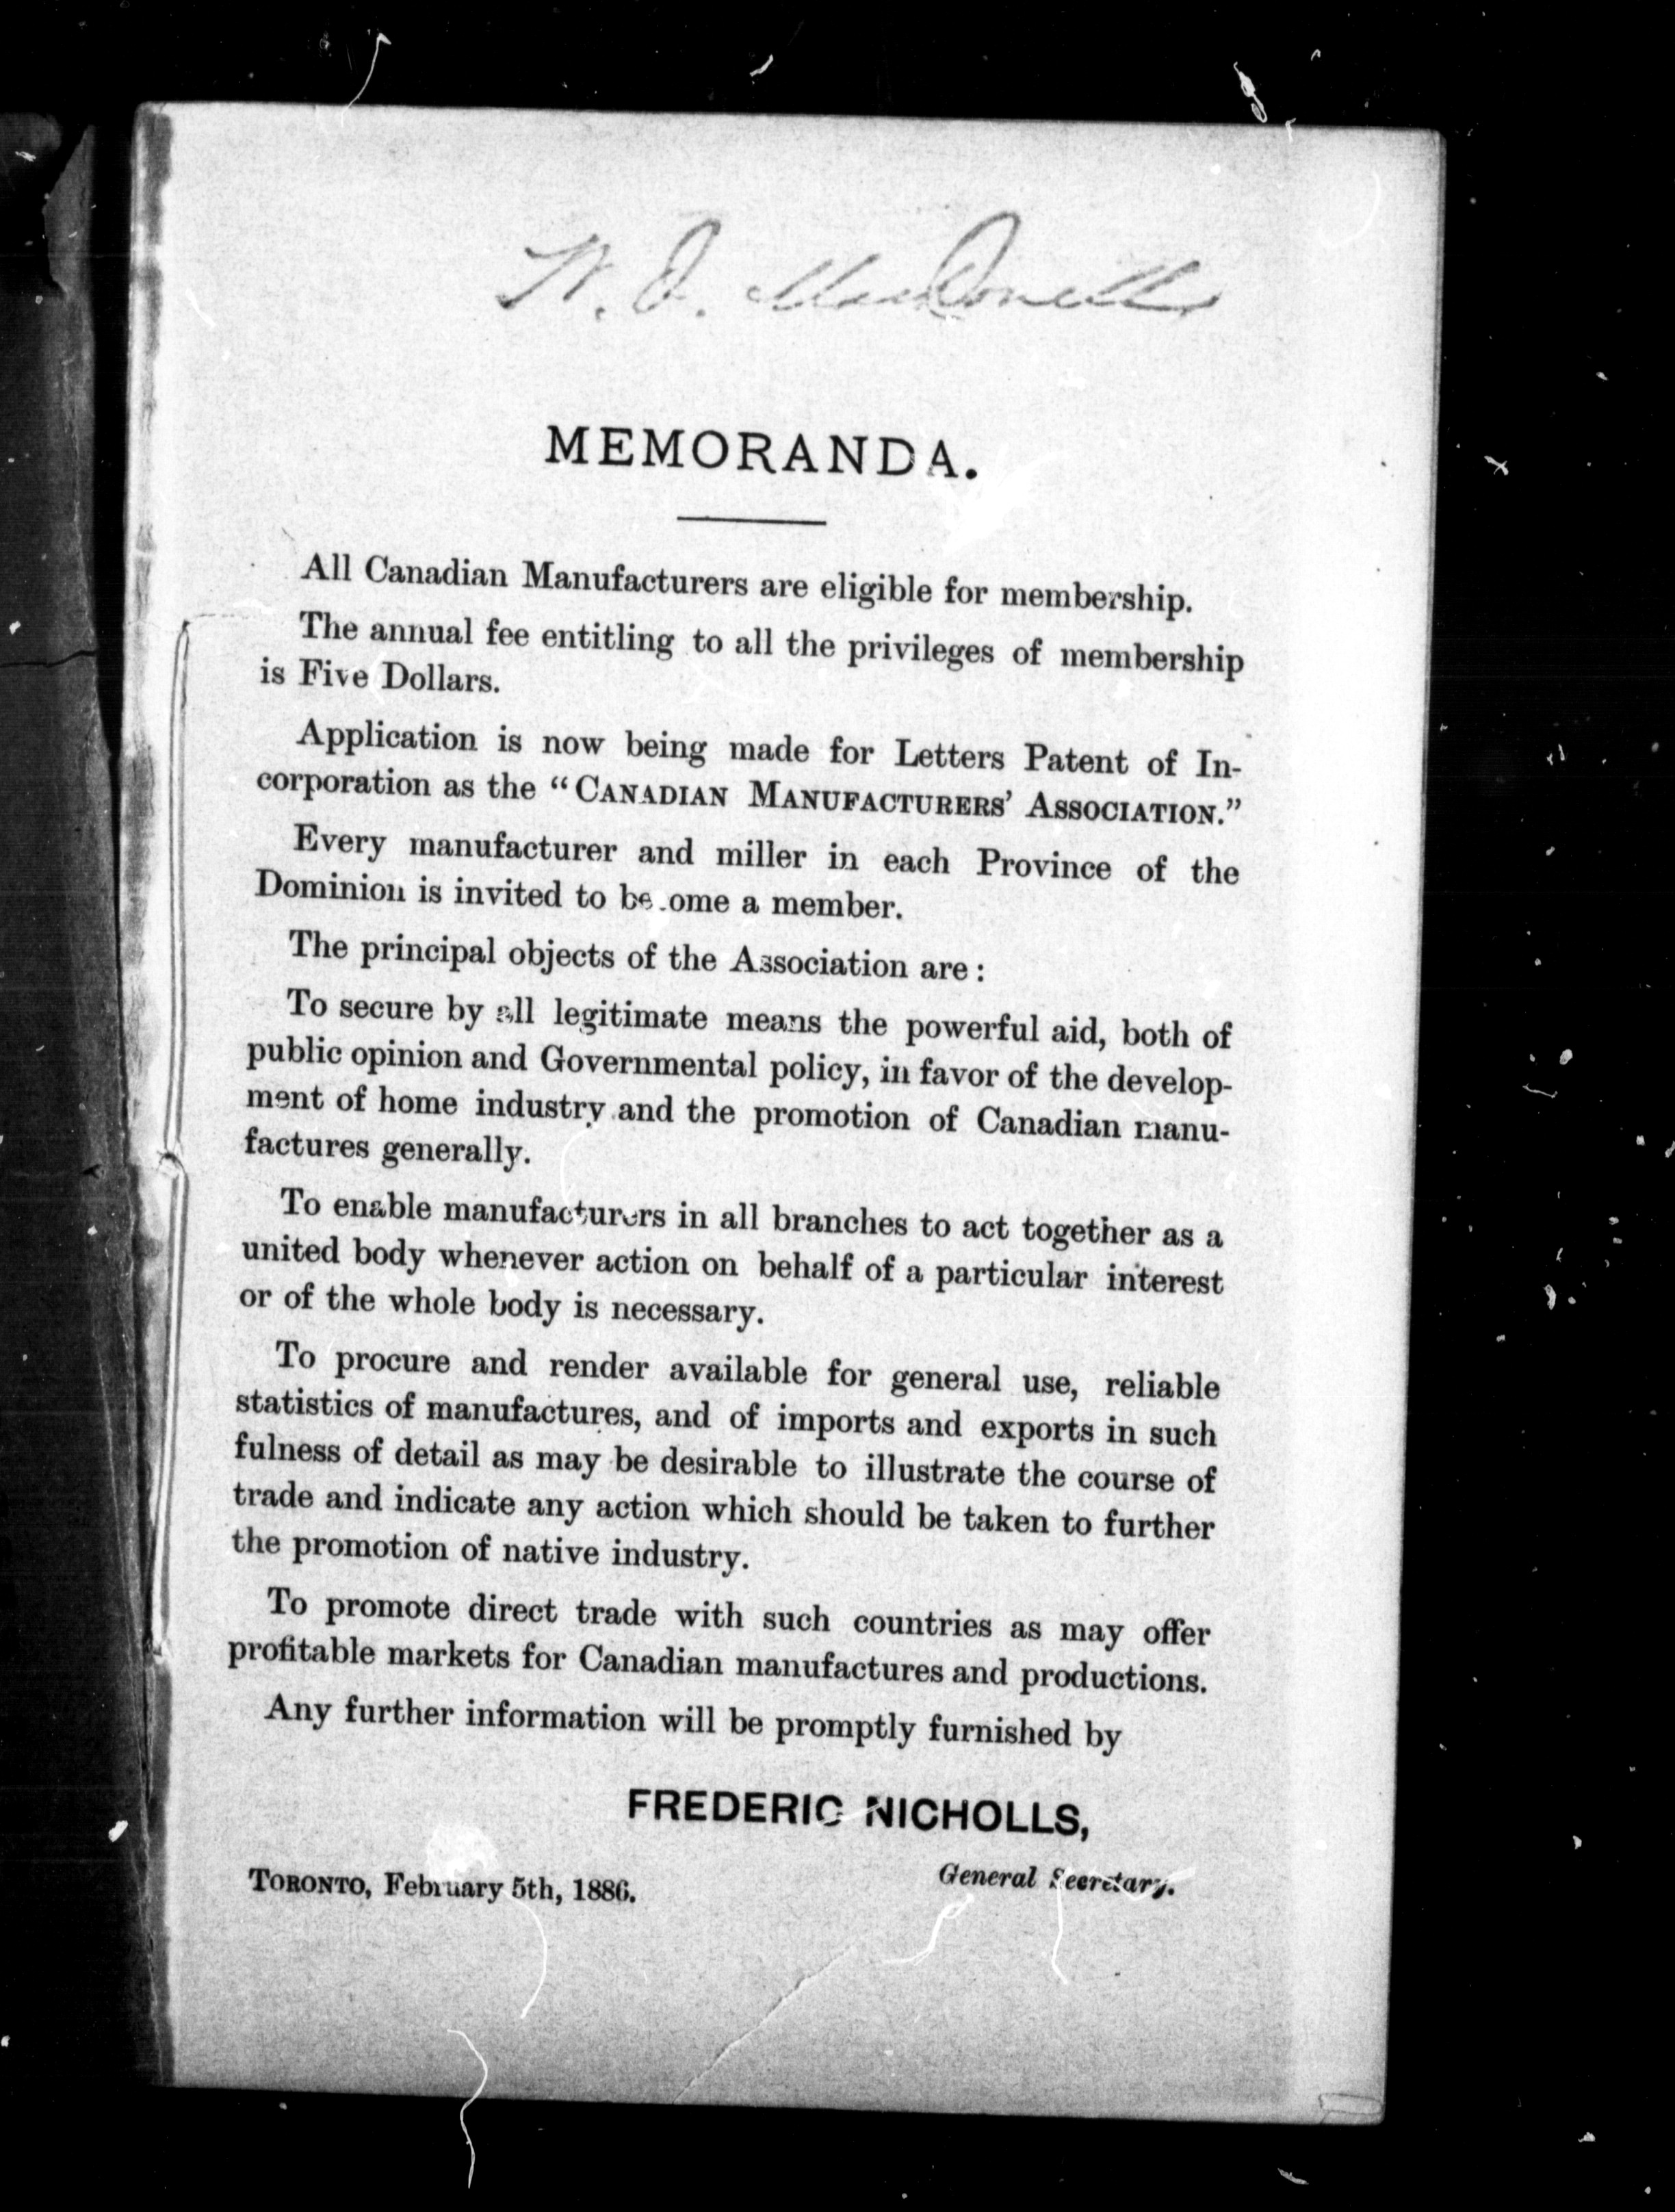 W. J. MacDonell
MEMORANDA.
All Canadian Manufacturers are eligible for membership.
The annual fee entitling to all the privileges of membership
is Five Dollars.
Application is now being made for Letters Patent of In-
corporation as the “CANADIAN MANUFACTURERS’ ASSOCIATION.”
Every manufacturer and miller in each Province of the
Dominion is invited to become a member.
The principal objects of the Association are:
To secure by all legitimate means the powerful aid, both of
public opinion and Governmental policy, in favor of the develop-
ment of home industry and the promotion of Canadian manu-
factures generally.
To enable manufacturers in all branches to act together as a
united body whenever action on behalf of a particular interest
or of the whole body is necessary.
To procure and render available for general use, reliable
statistics of manufactures, and of imports and exports in such
fulness of detail as may be desirable to illustrate the course of
trade and indicate any action which should be taken to further
the promotion of native industry.
To promote direct trade with such countries as may offer
profitable markets for Canadian manufactures and productions.
Any further information will be promptly furnished by
FREDERIC NICHOLLS,
General Secretary.
TORONTO, February 5th, 1886.